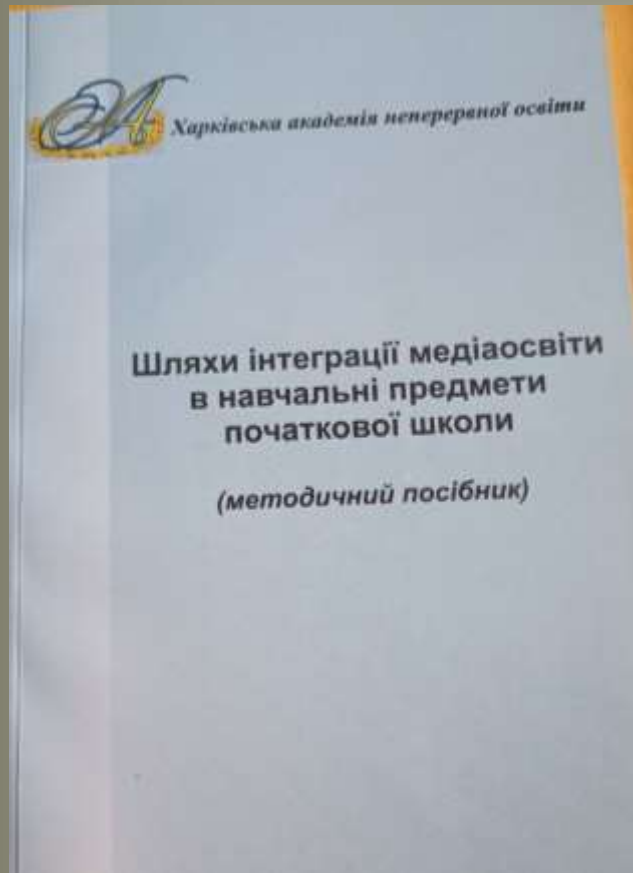 Харківська академія неперервної освіти
Шляхи інтеграції медіаосвіти
в навчальні предмети
початкової школи
(методичний посібник)